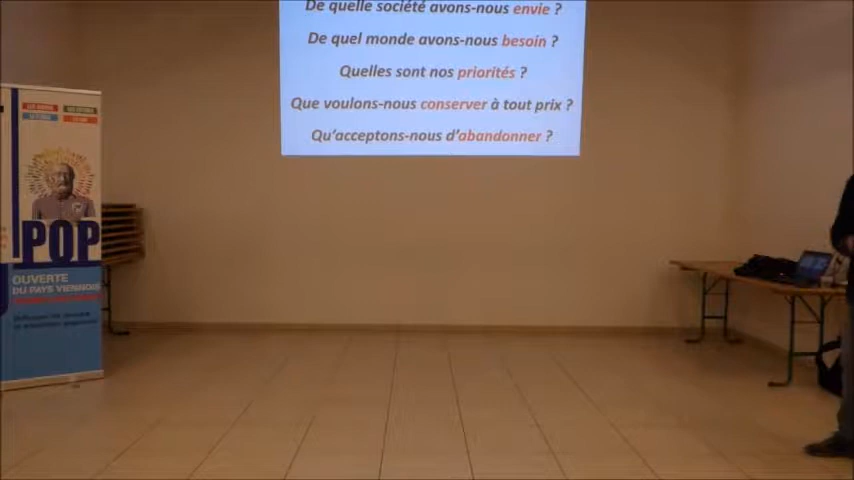 De quelle société avons-nous envie ?
De quel monde avons-nous besoin ?
Quelles sont nos priorités ?
Que voulons-nous conserver à tout prix ?
Qu'acceptons-nous d'abandonner ?
POP
OUVERTE
DU PAYS VIENNOIS